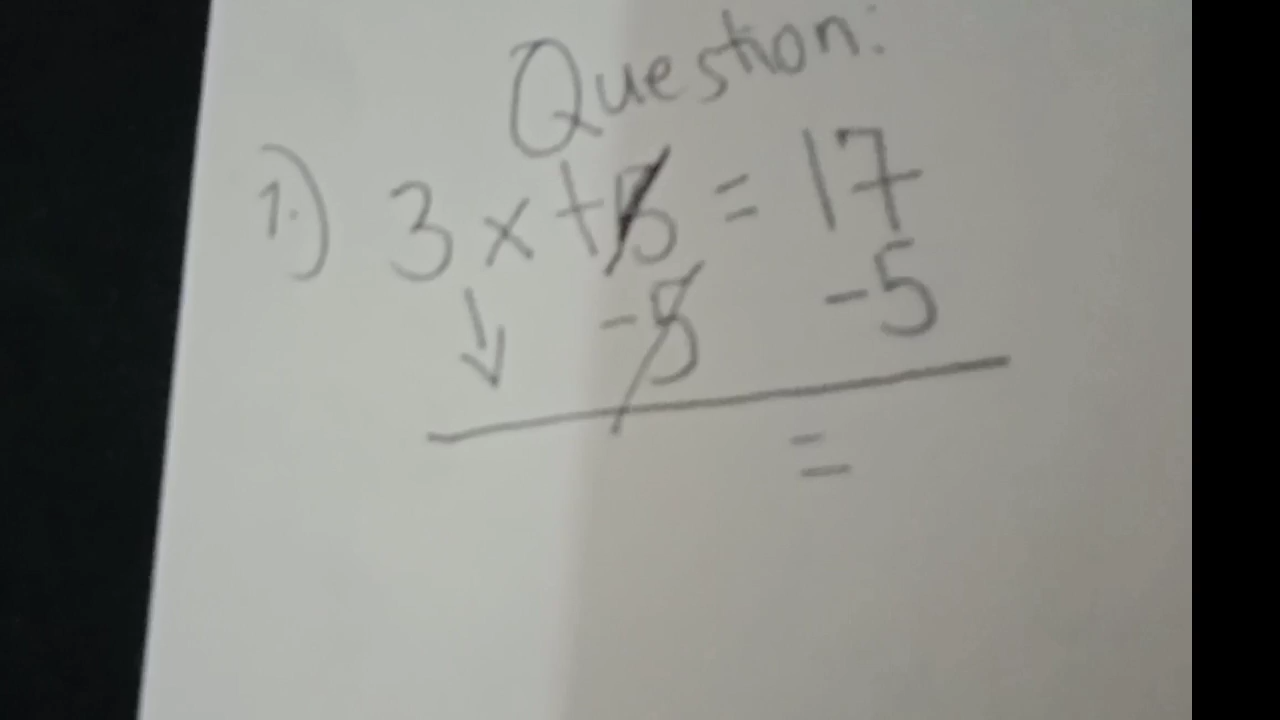 Question:
1.) 3x+5=17
-5 -5
=